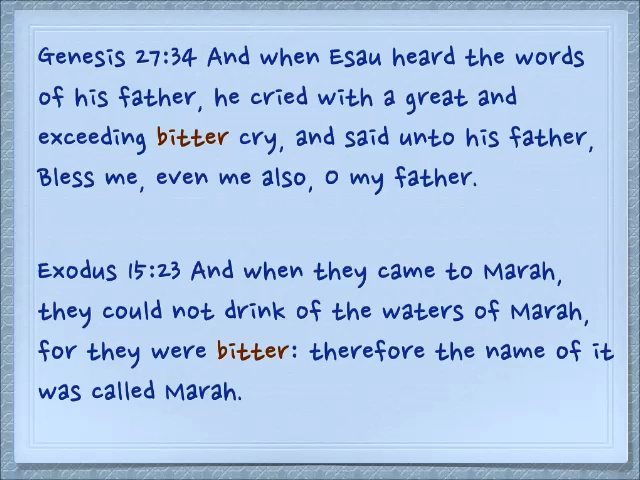 Genesis 27:34 And when Esau heard the words
of his father, he cried with a great and
exceeding bitter cry, and said unto his father,
Bless me, even me also, O my father.
Exodus 15:23 And when they came to Marah,
they could not drink of the waters of Marah,
for they were bitter: therefore the name of it
was called Marah.